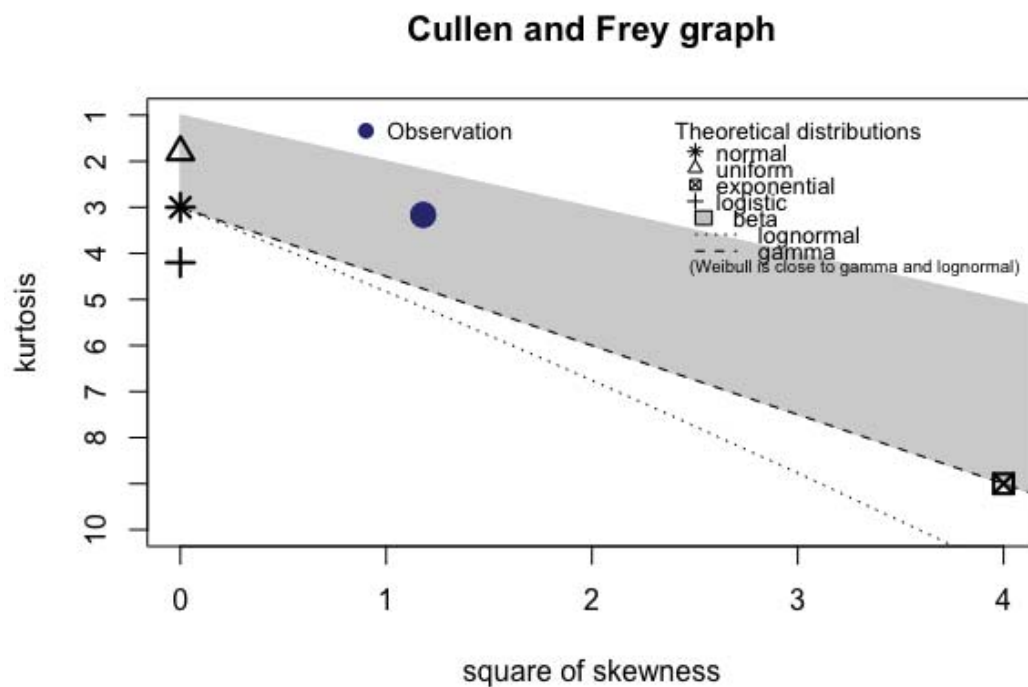 Cullen and Frey graph
Observation
Theoretical distributions
normal
uniform
exponential
logistic
beta
lognormal
gamma
(Weibull is close to gamma and lognormal)
kurtosis
1
2
3
4
5
6
7
8
10
0 1 2 3 4
square of skewness